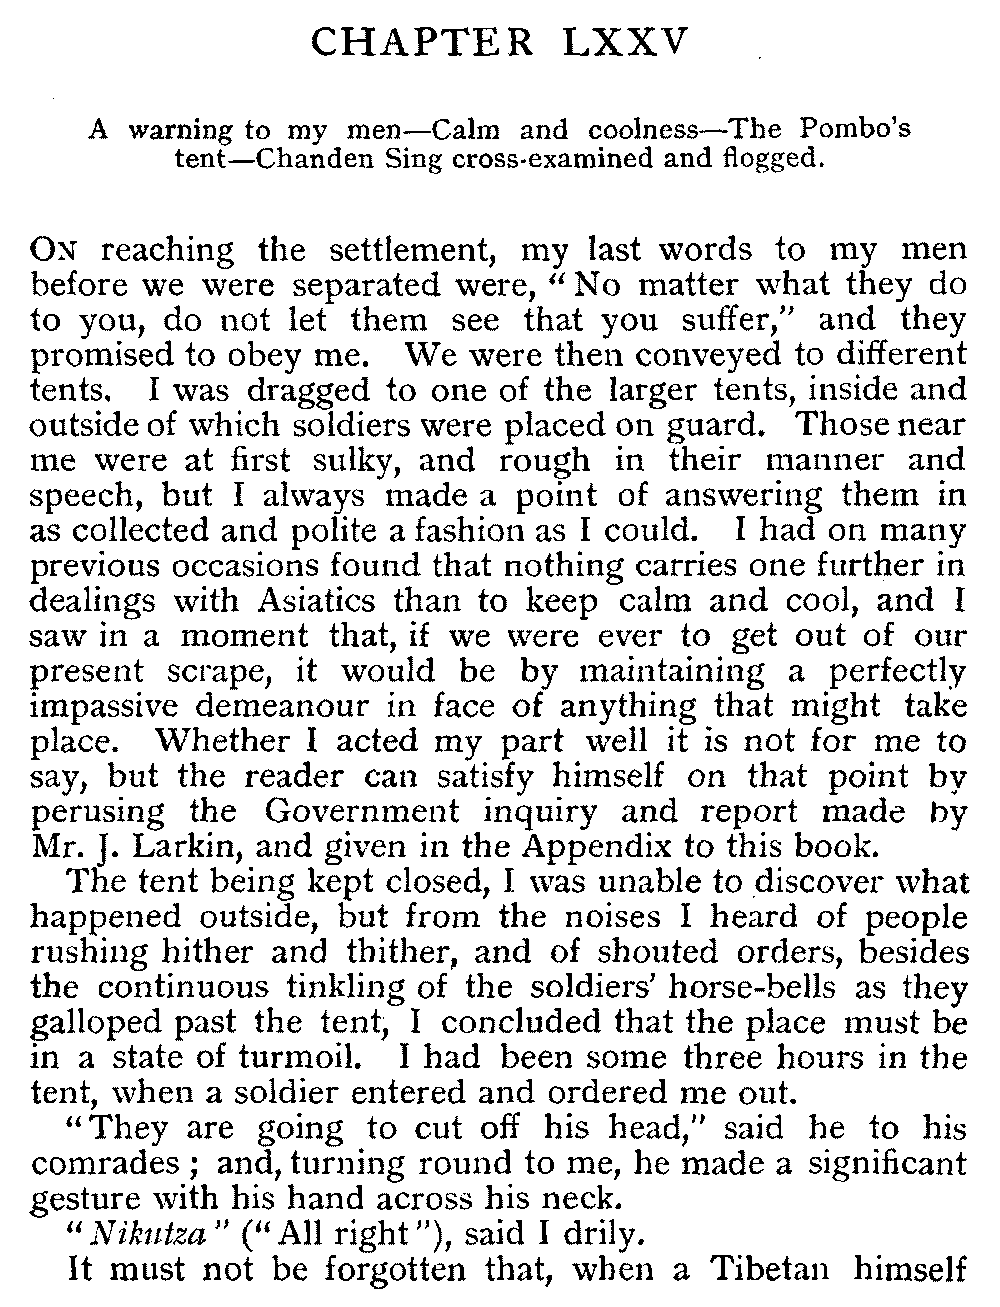 CHAPTER LXXV
A warning to my men—Calm and coolness—The Pombo's
tent—Chanden Sing cross-examined and flogged.
ON reaching the settlement, my last words to my men
before we were separated were, “No matter what they do
to you, do not let them see that you suffer,” and they
promised to obey me. We were then conveyed to different
tents. I was dragged to one of the larger tents, inside and
outside of which soldiers were placed on guard. Those near
me were at first sulky, and rough in their manner and
speech, but I always made a point of answering them in
as collected and polite a fashion as I could. I had on many
previous occasions found that nothing carries one further in
dealings with Asiatics than to keep calm and cool, and I
saw in a moment that, if we were ever to get out of our
present scrape, it would be by maintaining a perfectly
impassive demeanour in face of anything that might take
place. Whether I acted my part well it is not for me to
say, but the reader can satisfy himself on that point by
perusing the Government inquiry and report made by
Mr. J. Larkin, and given in the Appendix to this book.
The tent being kept closed, I was unable to discover what
happened outside, but from the noises I heard of people
rushing hither and thither, and of shouted orders, besides
the continuous tinkling of the soldiers' horse-bells as they
galloped past the tent, I concluded that the place must be
in a state of turmoil. I had been some three hours in the
tent, when a soldier entered and ordered me out.
“They are going to cut off his head,” said he to his
comrades ; and, turning round to me, he made a significant
gesture with his hand across his neck.
“Nikutza” (“All right”), said I drily.
It must not be forgotten that, when a Tibetan himself